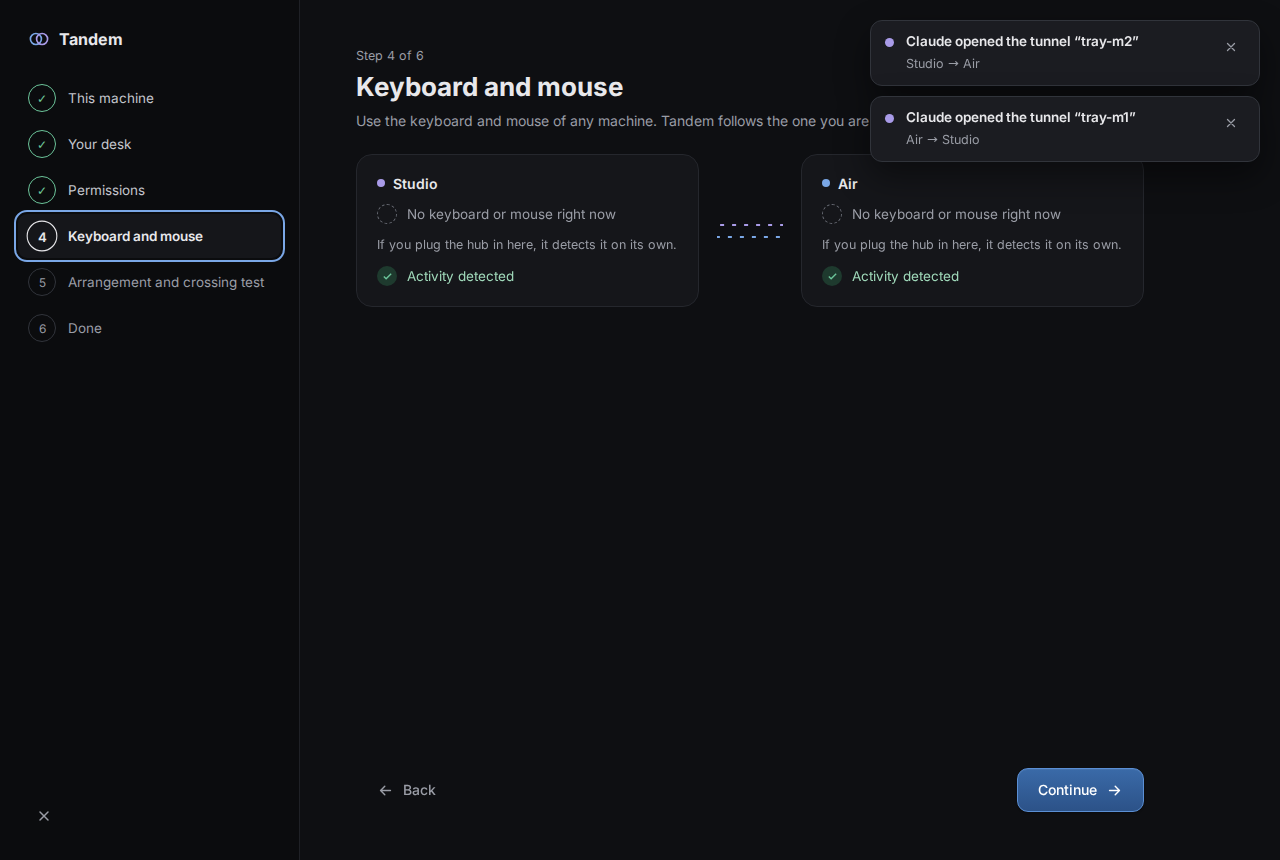 Tandem
✓ This machine
✓ Your desk
✓ Permissions
4 Keyboard and mouse
5 Arrangement and crossing test
6 Done
Step 4 of 6
Keyboard and mouse
Use the keyboard and mouse of any machine. Tandem follows the one you are
Claude opened the tunnel “tray-m2”
Studio → Air
Claude opened the tunnel “tray-m1”
Air → Studio
Studio
No keyboard or mouse right now
If you plug the hub in here, it detects it on its own.
Activity detected
Air
No keyboard or mouse right now
If you plug the hub in here, it detects it on its own.
Activity detected
← Back
Continue →